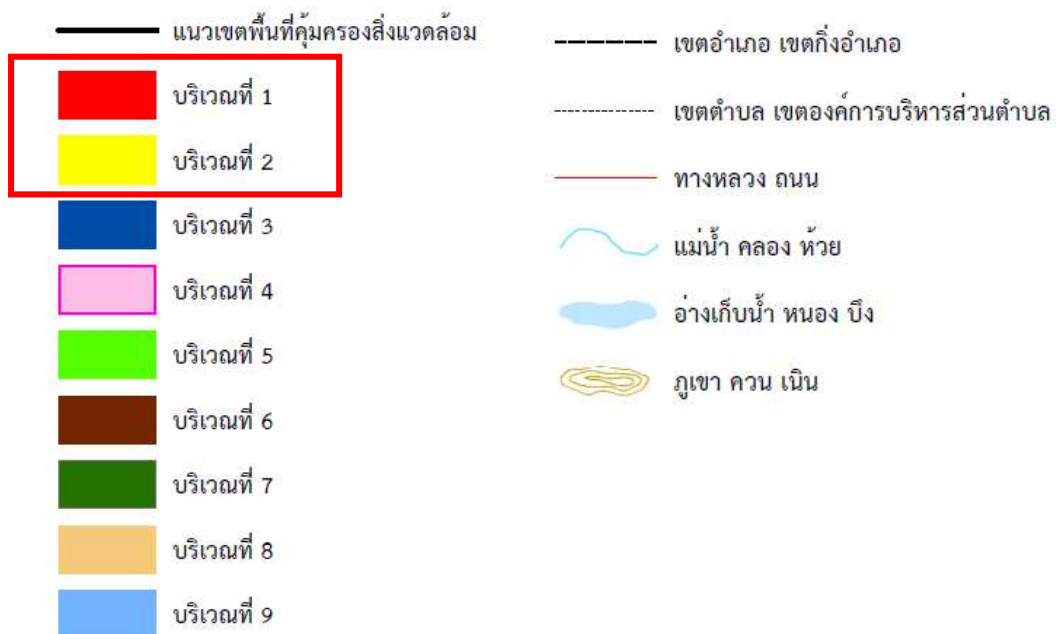 แนวเขตพื้นที่คุ้มครองสิ่งแวดล้อม
บริเวณที่ 1
บริเวณที่ 2
บริเวณที่ 3
บริเวณที่ 4
บริเวณที่ 5
บริเวณที่ 6
บริเวณที่ 7
บริเวณที่ 8
บริเวณที่ 9
เขตอำเภอ เขตกิ่งอำเภอ
เขตตำบล เขตองค์การบริหารส่วนตำบล
ทางหลวง ถนน
แม่น้ำ คลอง ห้วย
อ่างเก็บน้ำ หนอง บึง
ภูเขา ควน เนิน